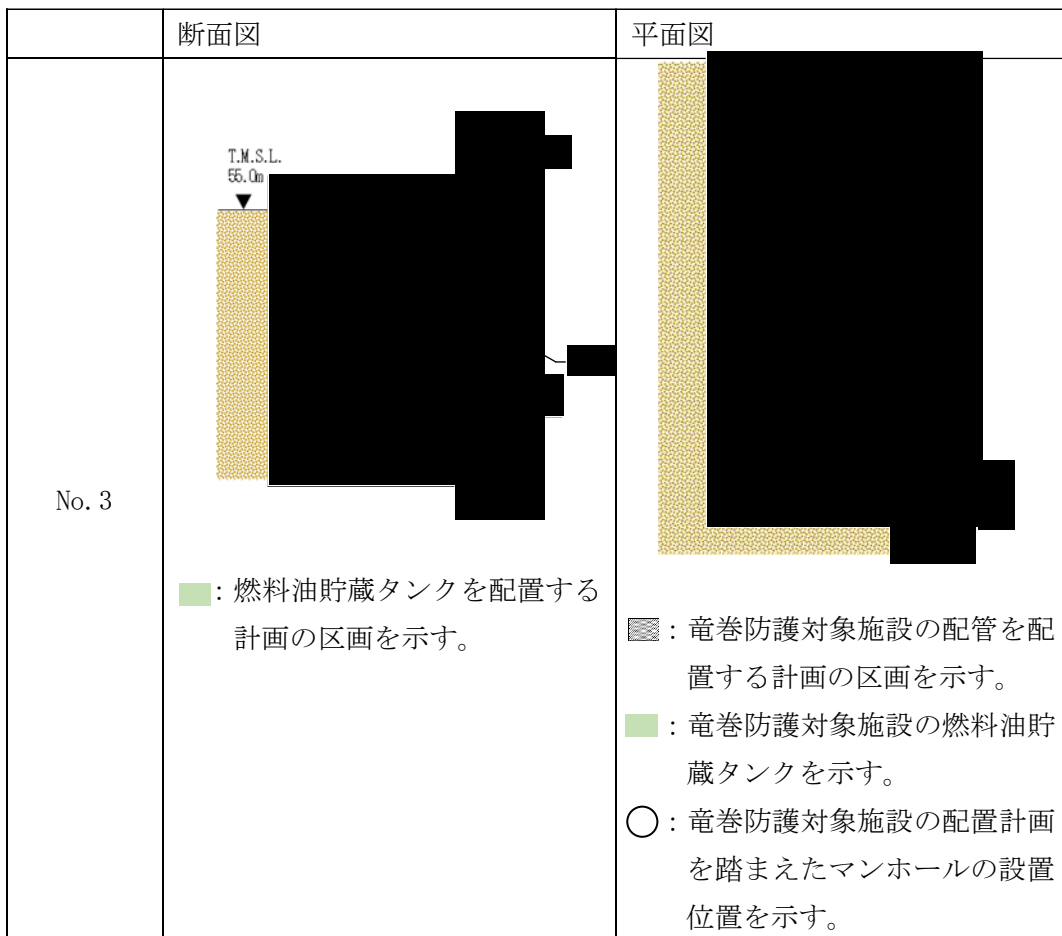 断面図
平面図
No.3
T.M.S.L.
55.0m
：燃料油貯蔵タンクを配置する
計画の区画を示す。
：竜巻防護対象施設の配管を配
置する計画の区画を示す。
：竜巻防護対象施設の燃料油貯
蔵タンクを示す。
：竜巻防護対象施設の配置計画
を踏まえたマンホールの設置
位置を示す。